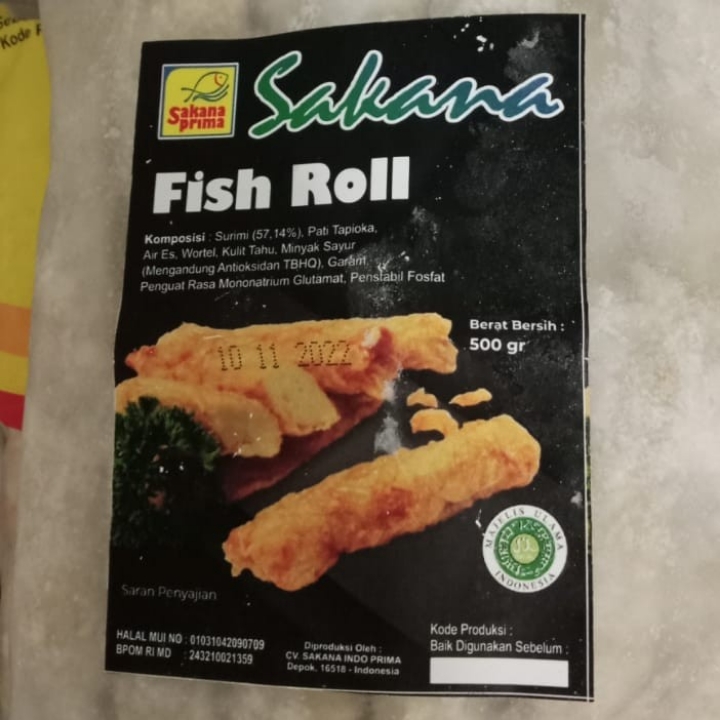 Kode P
Sakana
Prima
Sakana
Fish Roll
Komposisi : Surimi (57,14%), Pati Tapioka,
Air Es, Wortel, Kulit Tahu, Minyak Sayur
(Mengandung Antioksidan TBHQ), Garam,
Penguat Rasa Mononatrium Glutamat, Penstabil Fosfat
Berat Bersih :
500 gr
10 11 2022
MAJELIS ULAMA
INDONESIA
Saran Penyajian
HALAL MUI NO : 01031042090709
BPOM RI MD : 243210021359
Diproduksi Oleh :
CV. SAKANA INDO PRIMA
Depok. 16518 - Indonesia
Kode Produksi :
Baik Digunakan Sebelum :